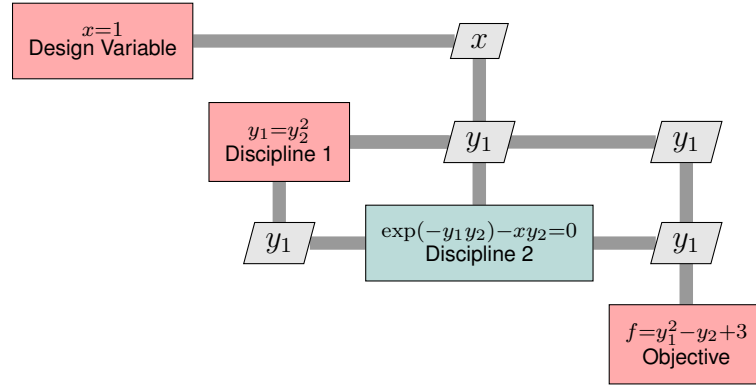 x=1
Design Variable
x
y₁=y₂²
Discipline 1
y₁
y₁
y₁
exp(−y₁y₂)−xy₂=0
Discipline 2
y₁
f=y₁²−y₂+3
Objective